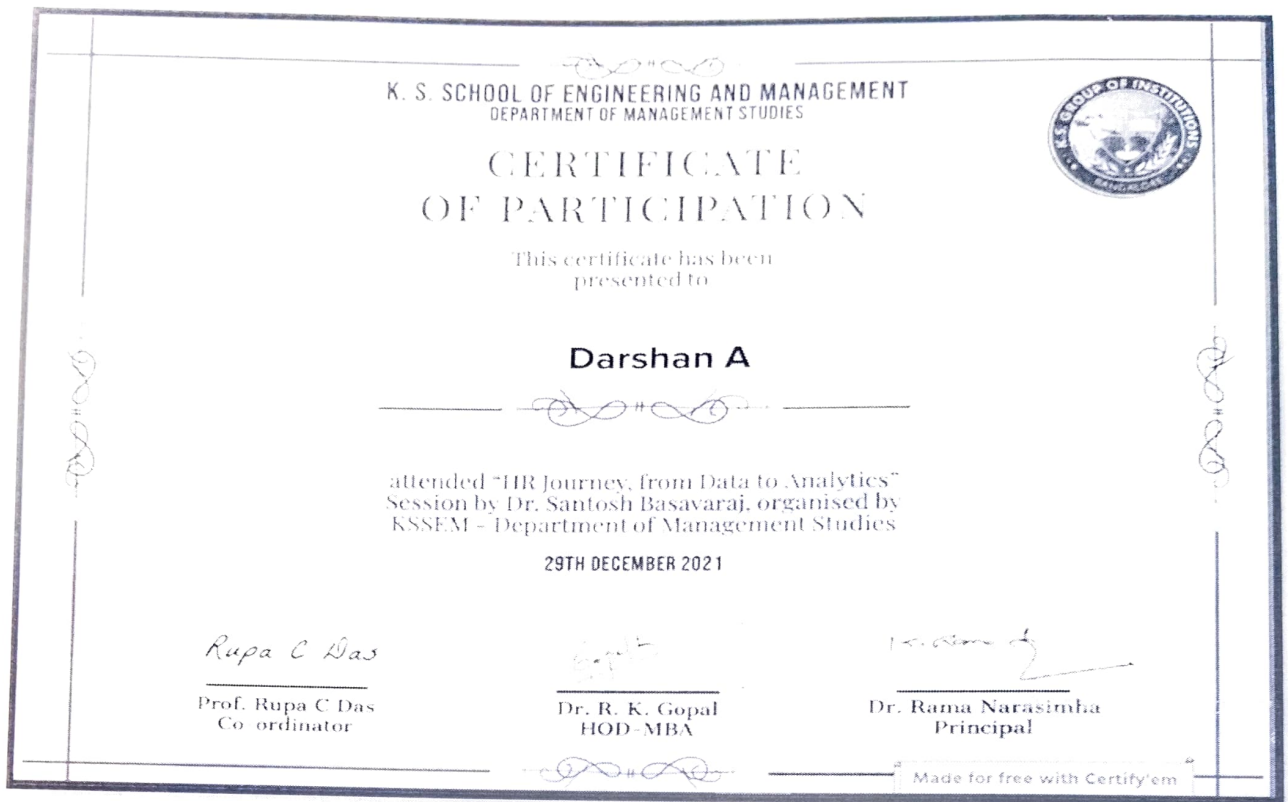 K. S. SCHOOL OF ENGINEERING AND MANAGEMENT
DEPARTMENT OF MANAGEMENT STUDIES
K.S GROUP OF INSTITUTIONS
BANGALORE
CERTIFICATE
OF PARTICIPATION
This certificate has been
presented to
Darshan A
attended "HR Journey, from Data to Analytics"
Session by Dr. Santosh Basavaraj, organised by
KSSEM - Department of Management Studies
29TH DECEMBER 2021
Rupa C Das
Prof. Rupa C Das
Co ordinator
Dr. R. K. Gopal
HOD-MBA
Dr. Rama Narasimha
Principal
Made for free with Certify'em